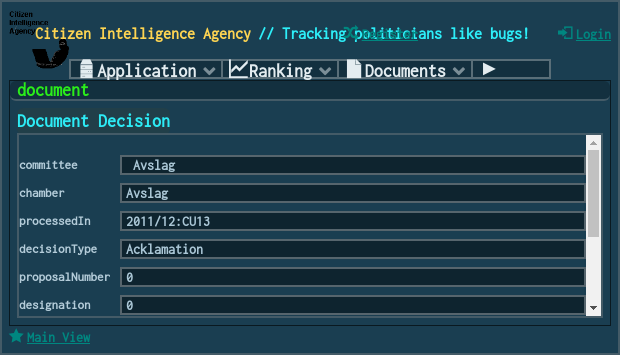 Citizen
Intelligence
Agency
Citizen Intelligence Agency // Tracking politicians like bugs!
Login
Application
Ranking
Documents
document
Document Decision
committee Avslag
chamber Avslag
processedIn 2011/12:CU13
decisionType Acklamation
proposalNumber 0
designation 0
Main View